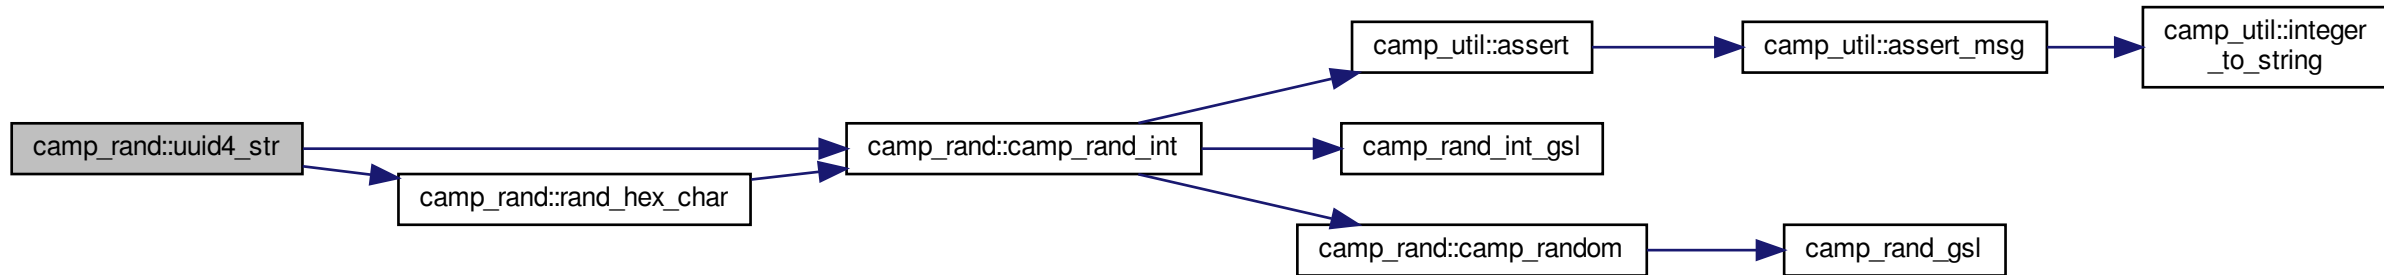 camp_rand::uuid4_str
camp_rand::rand_hex_char
camp_rand::camp_rand_int
camp_util::assert
camp_rand_int_gsl
camp_rand::camp_random
camp_util::assert_msg
camp_rand_gsl
camp_util::integer
_to_string